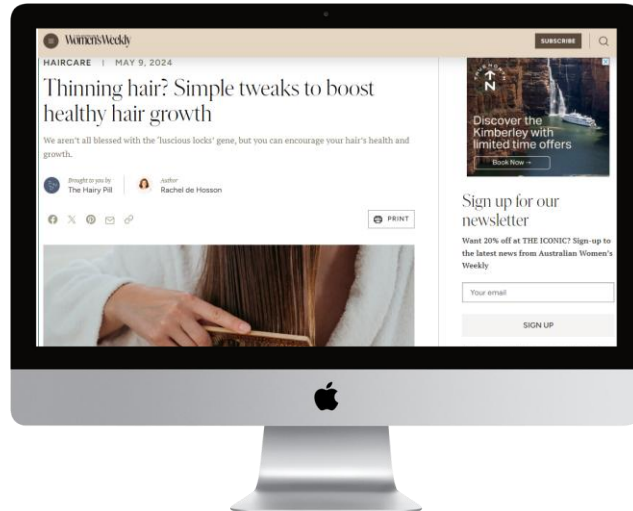 Women's Weekly
SUBSCRIBE
HAIRCARE | MAY 9, 2024
Thinning hair? Simple tweaks to boost
healthy hair growth
We aren't all blessed with the 'luscious locks' gene, but you can encourage your hair's health and
growth.
Brought to you by
The Hairy Pill
Author
Rachel de Hosson
PRINT
N
Discover the
Kimberley with
limited time offers
Book Now →
Sign up for our
newsletter
Want 20% off at THE ICONIC? Sign-up to
the latest news from Australian Women's
Weekly
Your email
SIGN UP